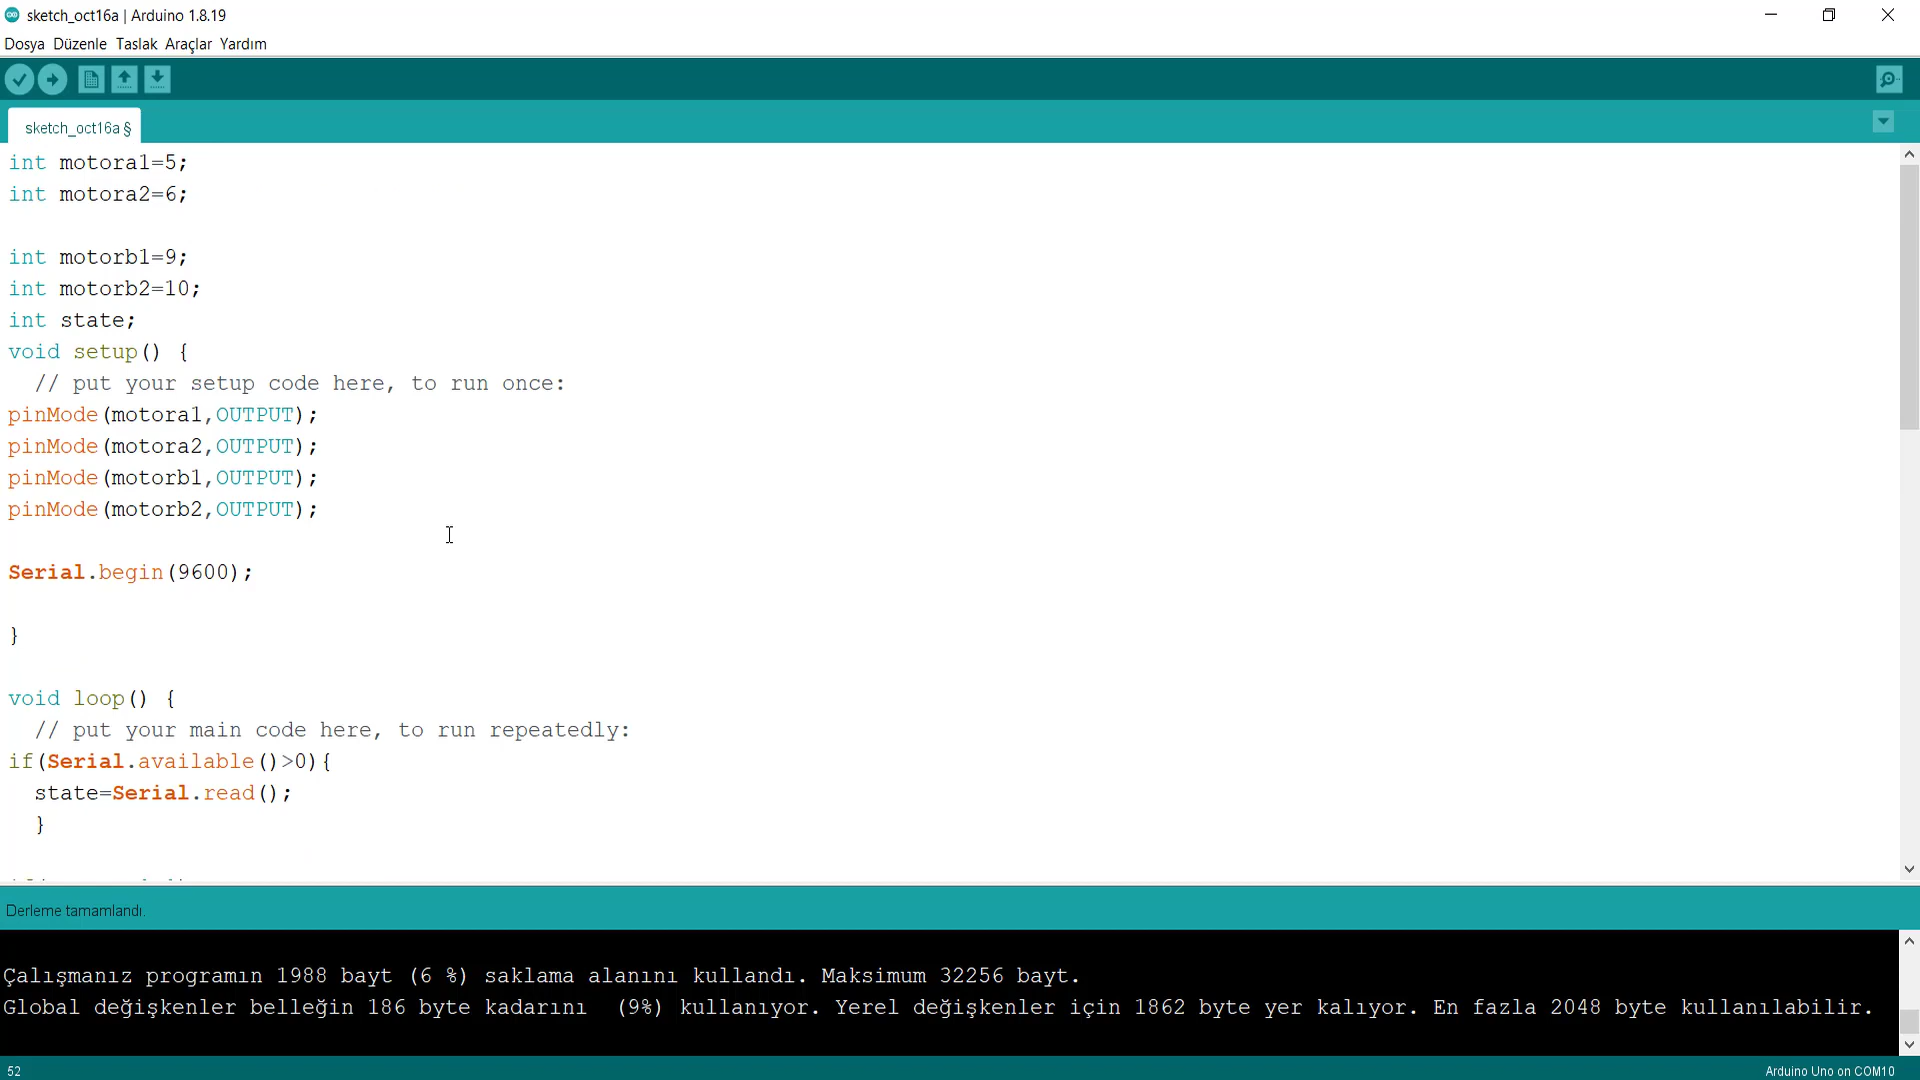 sketch_oct16a | Arduino 1.8.19
Dosya Düzenle Taslak Araçlar Yardım
sketch_oct16a §
int motora1=5;
int motora2=6;
int motorb1=9;
int motorb2=10;
int state;
void setup() {
// put your setup code here, to run once:
pinMode(motora1,OUTPUT);
pinMode(motora2,OUTPUT);
pinMode(motorb1,OUTPUT);
pinMode(motorb2,OUTPUT);
Serial.begin(9600);
}
void loop() {
// put your main code here, to run repeatedly:
if(Serial.available()>0){
state=Serial.read();
}
Derleme tamamlandı.
Çalışmanız programın 1988 bayt (6 %) saklama alanını kullandı. Maksimum 32256 bayt.
Global değişkenler belleğin 186 byte kadarını (9%) kullanıyor. Yerel değişkenler için 1862 byte yer kalıyor. En fazla 2048 byte kullanılabilir.
52
Arduino Uno on COM10